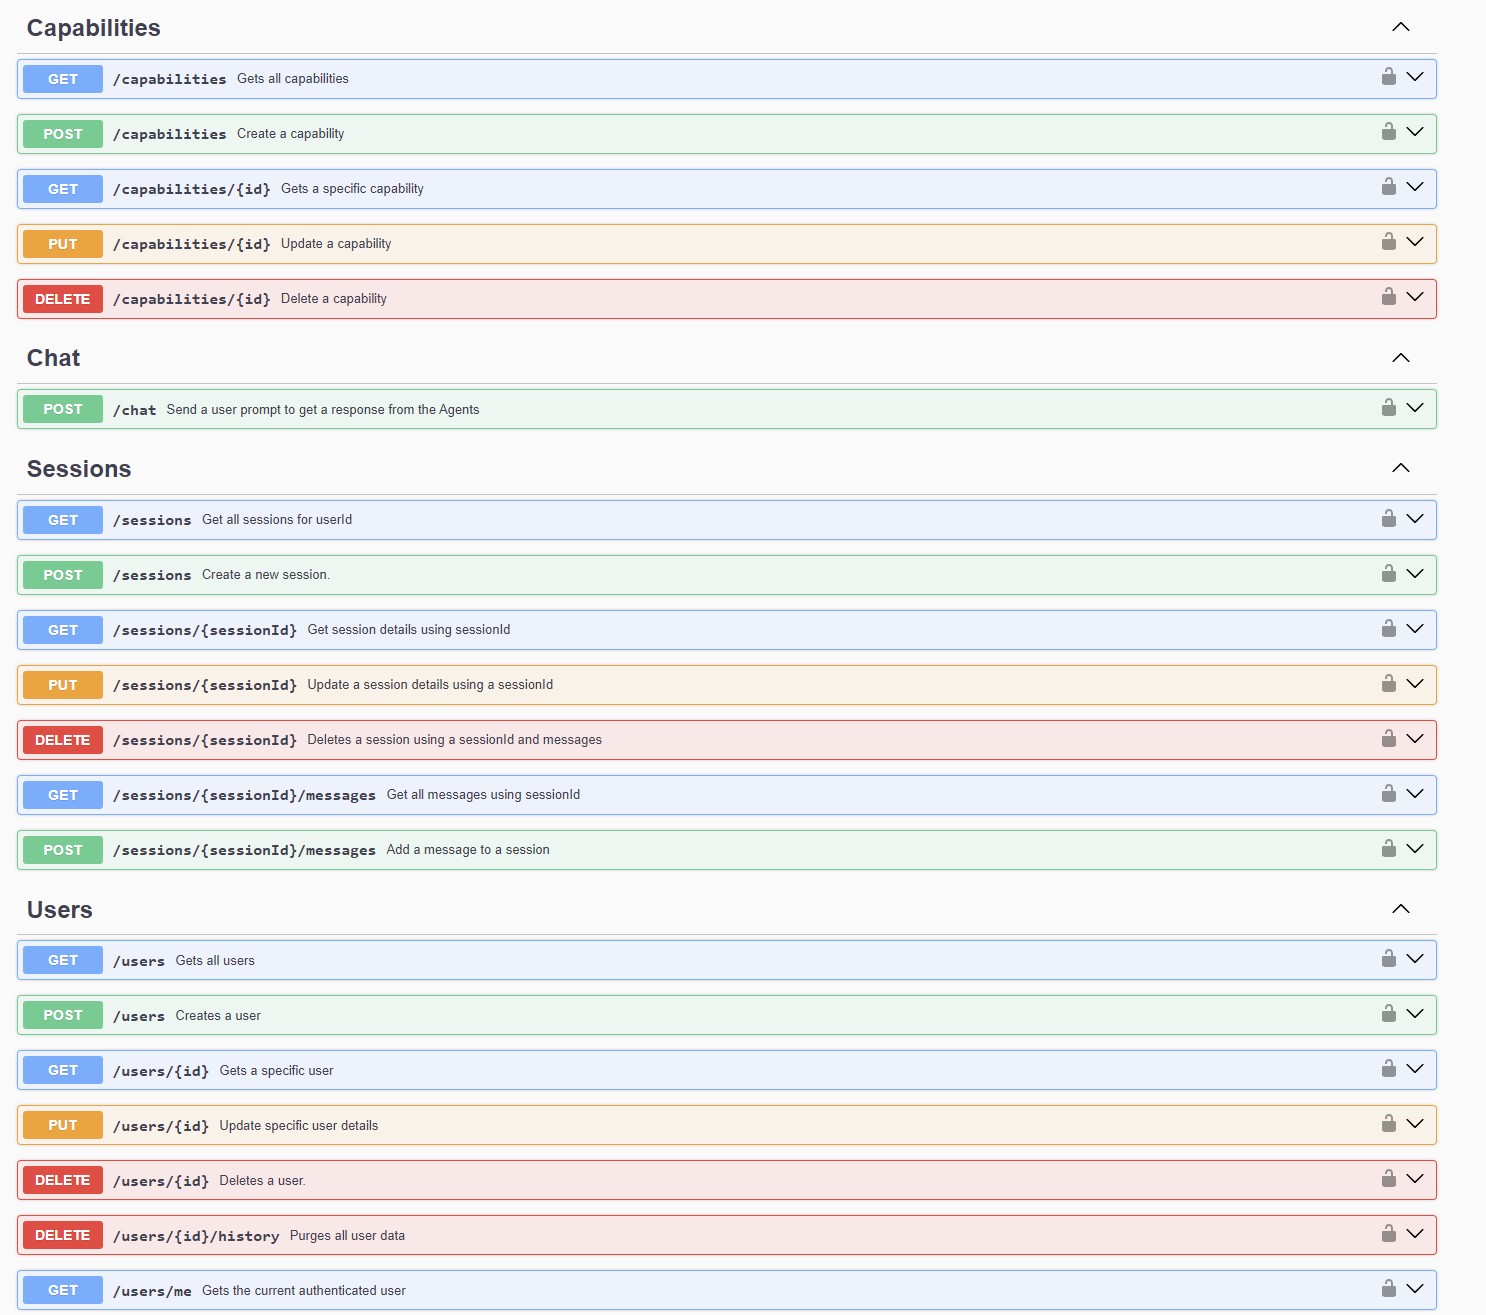 Capabilities
GET /capabilities Gets all capabilities
POST /capabilities Create a capability
GET /capabilities/{id} Gets a specific capability
PUT /capabilities/{id} Update a capability
DELETE /capabilities/{id} Delete a capability
Chat
POST /chat Send a user prompt to get a response from the Agents
Sessions
GET /sessions Get all sessions for userId
POST /sessions Create a new session.
GET /sessions/{sessionId} Get session details using sessionId
PUT /sessions/{sessionId} Update a session details using a sessionId
DELETE /sessions/{sessionId} Deletes a session using a sessionId and messages
GET /sessions/{sessionId}/messages Get all messages using sessionId
POST /sessions/{sessionId}/messages Add a message to a session
Users
GET /users Gets all users
POST /users Creates a user
GET /users/{id} Gets a specific user
PUT /users/{id} Update specific user details
DELETE /users/{id} Deletes a user.
DELETE /users/{id}/history Purges all user data
GET /users/me Gets the current authenticated user